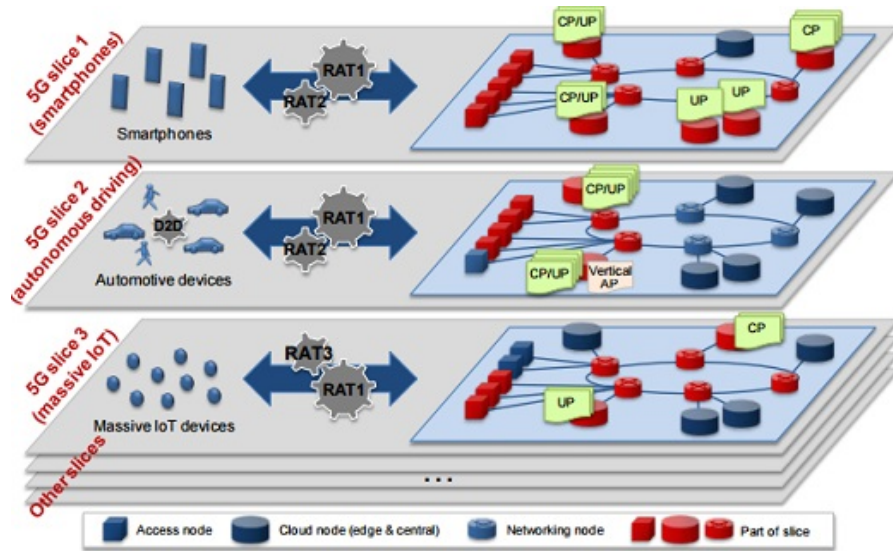 5G slice 1
(smartphones)
Smartphones
RAT1
RAT2
CP/UP
CP
CP/UP
UP
UP
5G slice 2
(autonomous driving)
D2D
Automotive devices
RAT1
RAT2
CP/UP
CP/UP
Vertical
AP
5G slice 3
(massive IoT)
Massive IoT devices
RAT3
RAT1
CP
UP
Other slices
...
Access node
Cloud node (edge & central)
Networking node
Part of slice